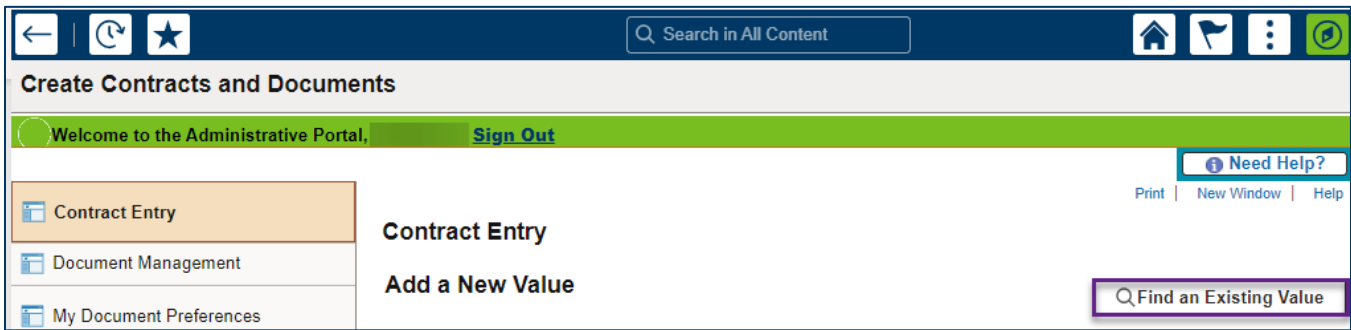 Search in All Content
Create Contracts and Documents
Welcome to the Administrative Portal, Sign Out
Need Help?
Print | New Window | Help
Contract Entry
Contract Entry
Document Management
Add a New Value
Find an Existing Value
My Document Preferences